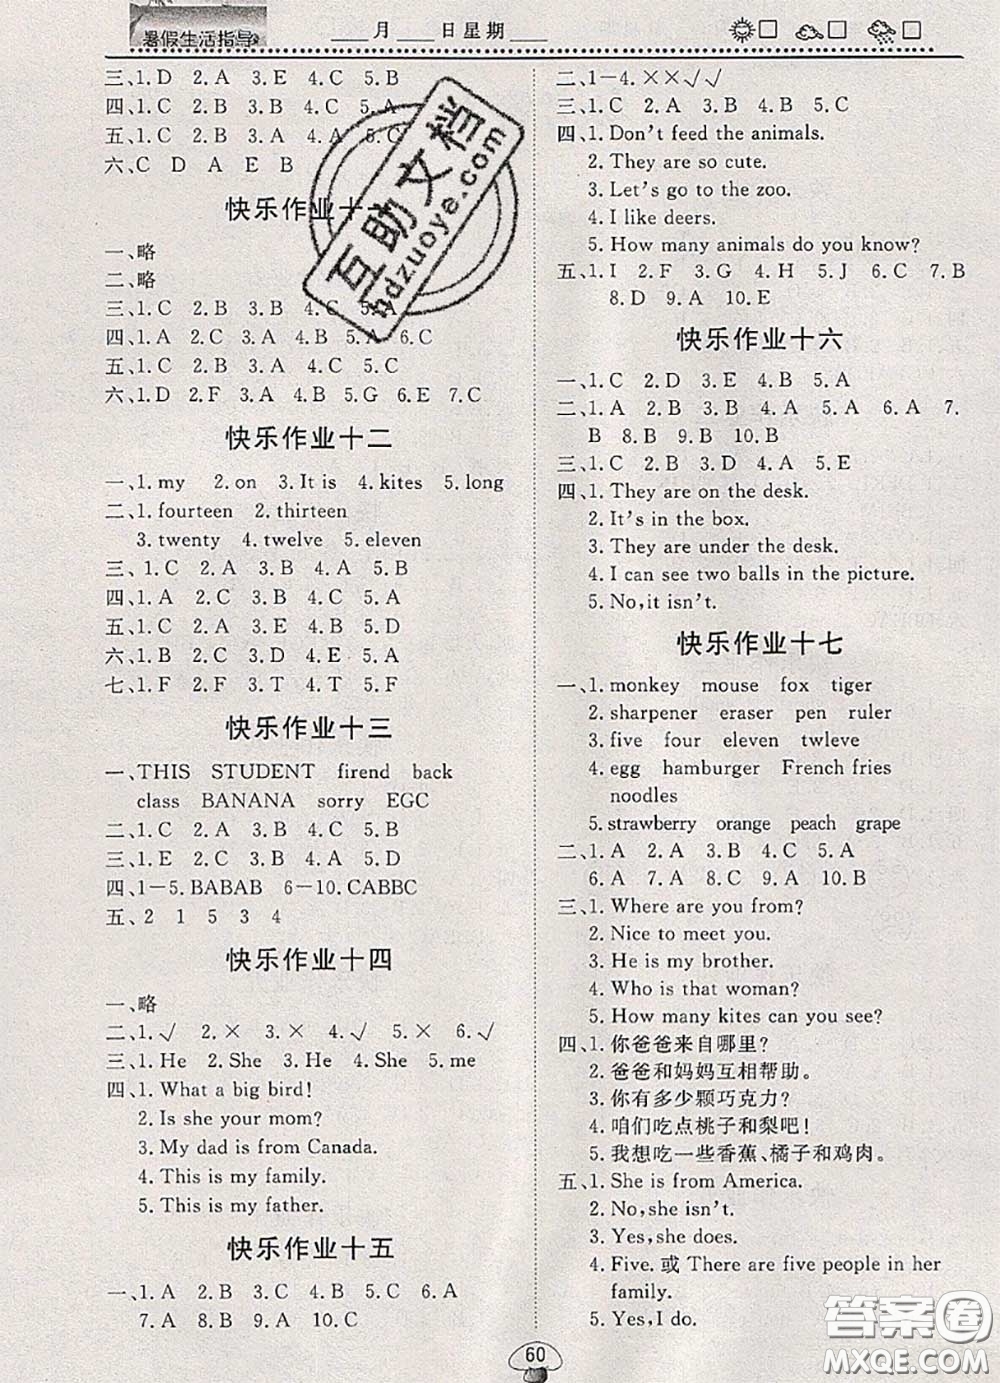 暑假生活指导
___月___日星期___
三、1.D 2.A 3.E 4.C 5.B
四、1.B 2.C 3.C 4.C 5.A
五、1.C 2.B 3.A 4.A 5.C
六、C D A E B
快乐作业十一
一、略
二、略
三、1.C 2.B 3.C 4.C 5.A
四、1.A 2.C 3.A 4.B 5.A 6.C
五、1.C 2.C 3.A 4.B 5.C
六、1.D 2.F 3.A 4.B 5.G 6.E 7.C
快乐作业十二
一、1.my 2.on 3.It is 4.kites 5.long
二、1.fourteen 2.thirteen
3.twenty 4.twelve 5.eleven
三、1.C 2.A 3.B 4.A 5.B
四、1.A 2.C 3.B 4.C 5.A
五、1.C 2.A 3.E 4.B 5.D
六、1.B 2.C 3.D 4.E 5.A
七、1.F 2.F 3.T 4.T 5.F
快乐作业十三
一、THIS STUDENT firend back
class BANANA sorry EGC
二、1.C 2.B 3.A 4.C 5.B
三、1.E 2.C 3.B 4.A 5.D
四、1－5.BABAB 6－10.CABBC
五、2 1 5 3 4
快乐作业十四
一、略
二、1.√ 2.× 3.× 4.√ 5.× 6.√
三、1.He 2.She 3.He 4.She 5.me
四、1.What a big bird!
2.Is she your mom?
3.My dad is from Canada.
4.This is my family.
5.This is my father.
快乐作业十五
一、1.A 2.B 3.C 4.B 5.C 6.A
7.A 8.B 9.A 10.C
二、1－4.××√√
三、1.C 2.A 3.B 4.B 5.A 6.C
四、1.Don't feed the animals.
2.They are so cute.
3.Let's go to the zoo.
4.I like deers.
5.How many animals do you know?
五、1.I 2.F 3.G 4.H 5.J 6.C 7.B
8.D 9.A 10.E
快乐作业十六
一、1.C 2.D 3.E 4.B 5.A
二、1.A 2.B 3.B 4.A 5.A 6.A 7.
B 8.B 9.B 10.B
三、1.C 2.B 3.D 4.A 5.E
四、1.They are on the desk.
2.It's in the box.
3.They are under the desk.
4.I can see two balls in the picture.
5.No,it isn't.
快乐作业十七
一、1.monkey mouse fox tiger
2.sharpener eraser pen ruler
3.five four eleven twleve
4.egg hamburger French fries
noodles
5.strawberry orange peach grape
二、1.A 2.A 3.B 4.C 5.A
6.A 7.B 8.C 9.A 10.B
三、1.Where are you from?
2.Nice to meet you.
3.He is my brother.
4.Who is that woman?
5.How many kites can you see?
四、1.你爸爸来自哪里?
2.爸爸和妈妈互相帮助。
3.你有多少颗巧克力?
4.咱们吃点桃子和梨吧!
5.我想吃一些香蕉、橘子和鸡肉。
五、1.She is from America.
2.No,she isn't.
3.Yes,she does.
4.Five. 或 There are five people in her
family.
5.Yes,I do.
60
互助文档
hdzuoye.com
答案圈
MXQE.COM